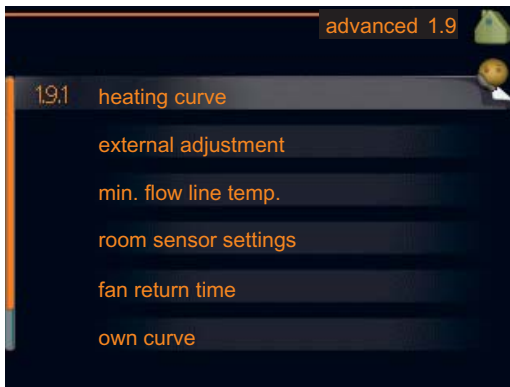 advanced 1.9
1.9.1 heating curve
external adjustment
min. flow line temp.
room sensor settings
fan return time
own curve